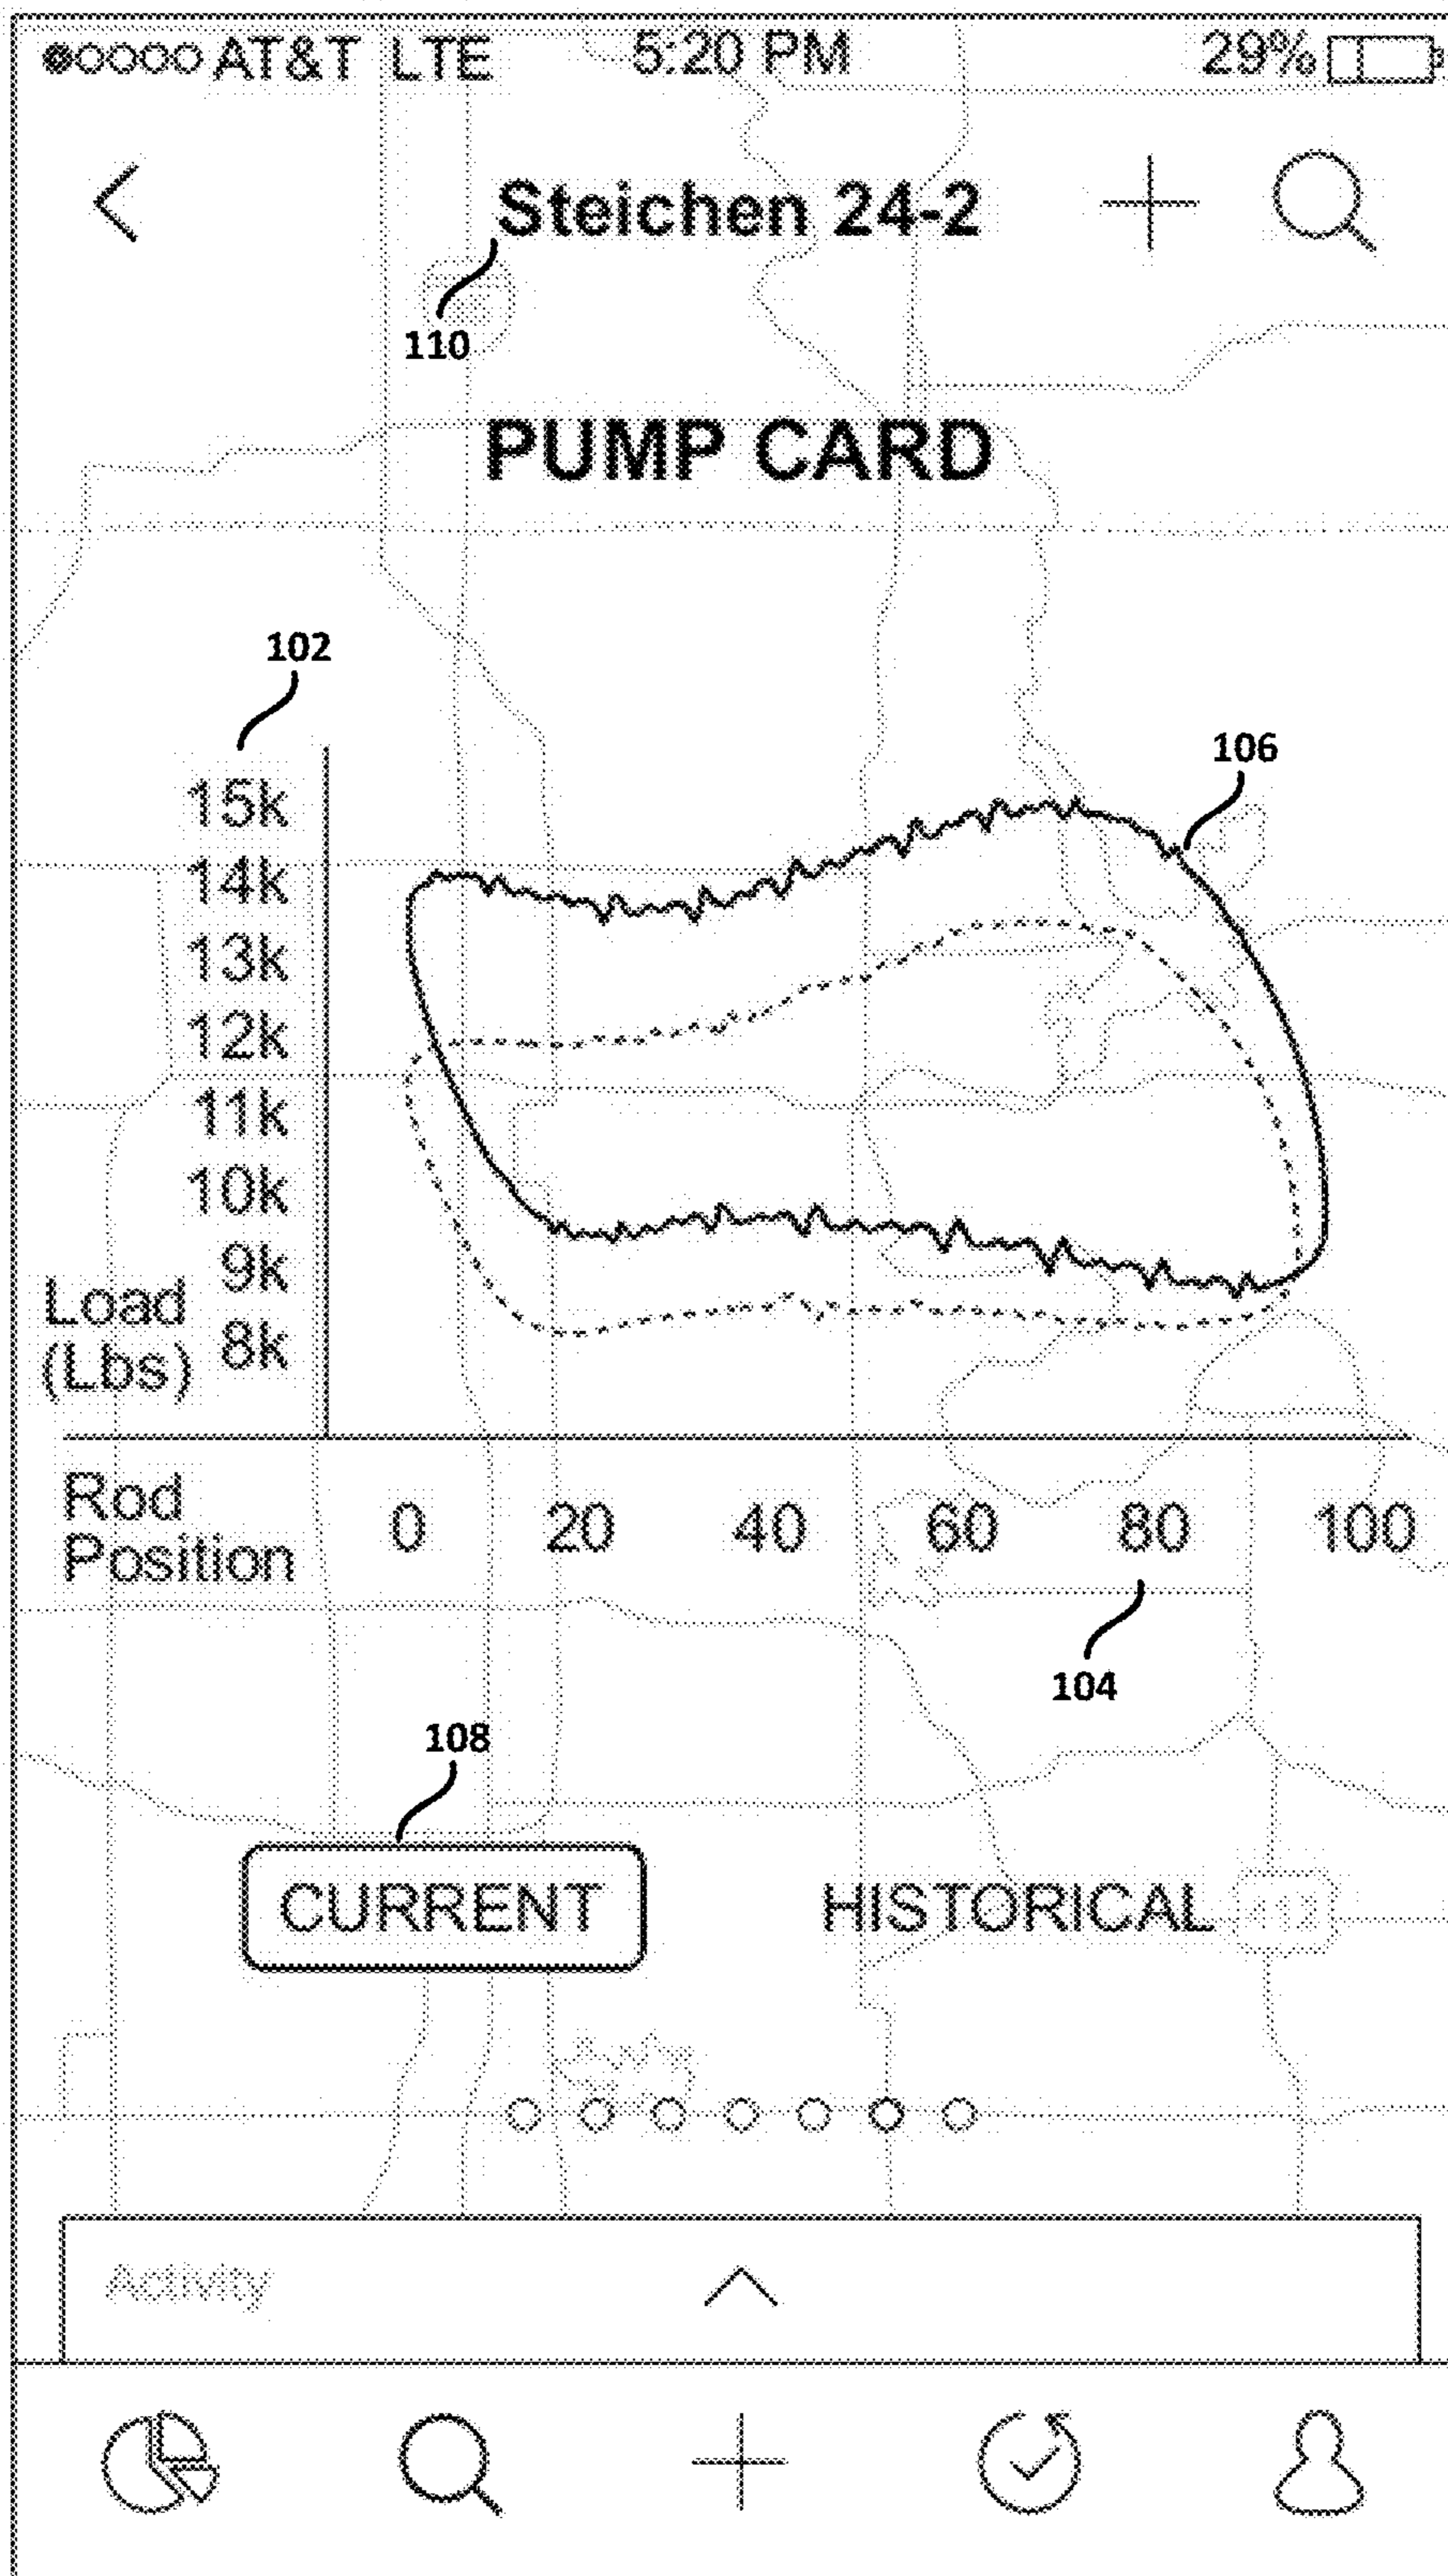 AT&T LTE 5:20 PM 29%
Steichen 24-2
110
PUMP CARD
102
106
15k
14k
13k
12k
11k
10k
9k
8k
Load
(Lbs)
Rod
Position
0 20 40 60 80 100
104
108
CURRENT HISTORICAL 412
Activity